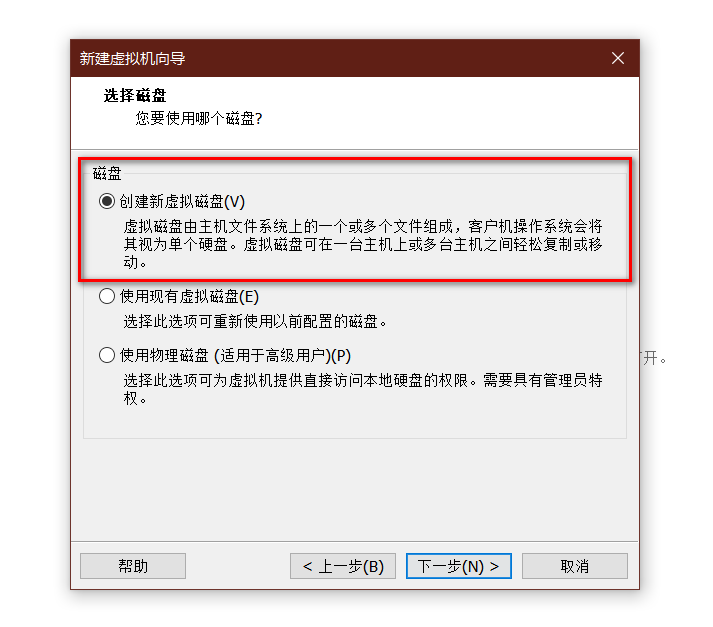 新建虚拟机向导
选择磁盘
您要使用哪个磁盘?
磁盘
创建新虚拟磁盘(V)
虚拟磁盘由主机文件系统上的一个或多个文件组成，客户机操作系统会将
其视为单个硬盘。虚拟磁盘可在一台主机上或多台主机之间轻松复制或移
动。
使用现有虚拟磁盘(E)
选择此选项可重新使用以前配置的磁盘。
使用物理磁盘 (适用于高级用户)(P)
选择此选项可为虚拟机提供直接访问本地硬盘的权限。需要具有管理员特
权。
开。
帮助
< 上一步(B)
下一步(N) >
取消